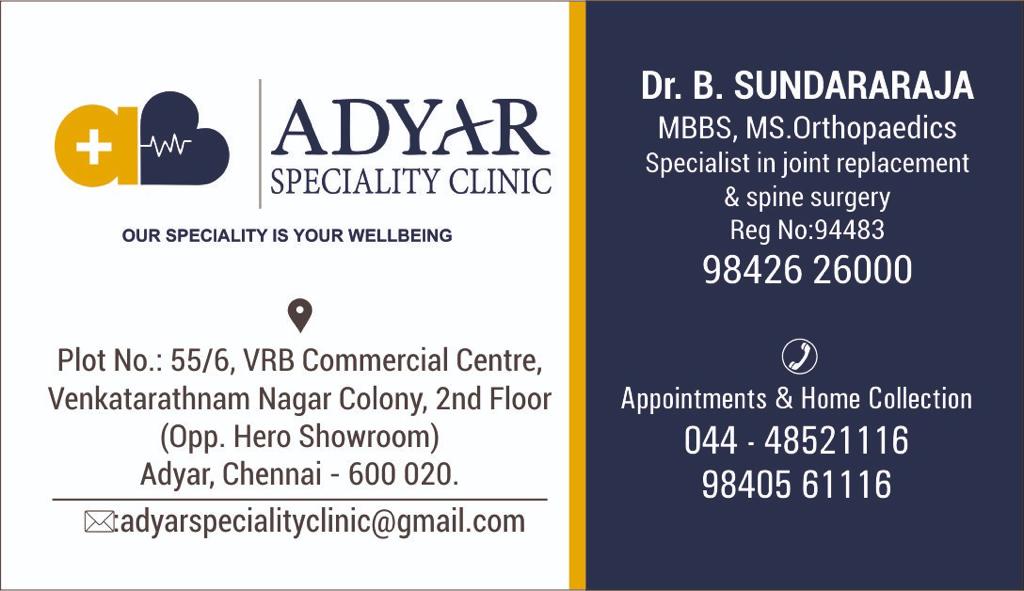 ADYAR
SPECIALITY CLINIC
OUR SPECIALITY IS YOUR WELLBEING
Plot No.: 55/6, VRB Commercial Centre,
Venkatarathnam Nagar Colony, 2nd Floor
(Opp. Hero Showroom)
Adyar, Chennai - 600 020.
:adyarspecialityclinic@gmail.com
Dr. B. SUNDARARAJA
MBBS, MS.Orthopaedics
Specialist in joint replacement
& spine surgery
Reg No:94483
98426 26000
Appointments & Home Collection
044 - 48521116
98405 61116